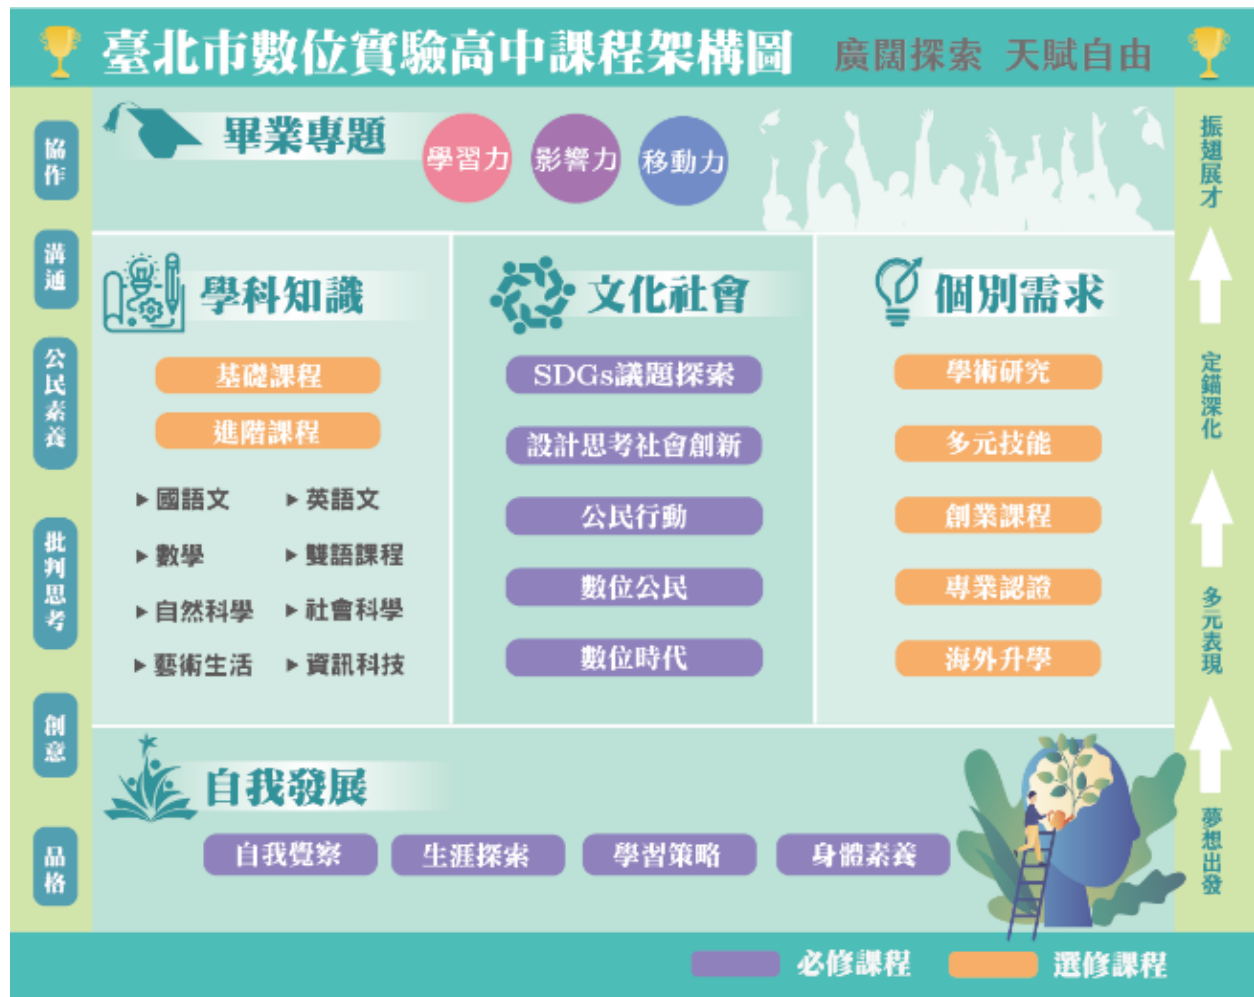 臺北市數位實驗高中課程架構圖 廣闊探索 天賦自由
協作
溝通
公民素養
批判思考
創意
品格
畢業專題
學習力
影響力
移動力
學科知識
基礎課程
進階課程
▶國語文 ▶英語文
▶數學 ▶雙語課程
▶自然科學 ▶社會科學
▶藝術生活 ▶資訊科技
文化社會
SDGs議題探索
設計思考社會創新
公民行動
數位公民
數位時代
個別需求
學術研究
多元技能
創業課程
專業認證
海外升學
自我發展
自我覺察 生涯探索 學習策略 身體素養
振翅展才
定錨深化
多元表現
夢想出發
必修課程 選修課程